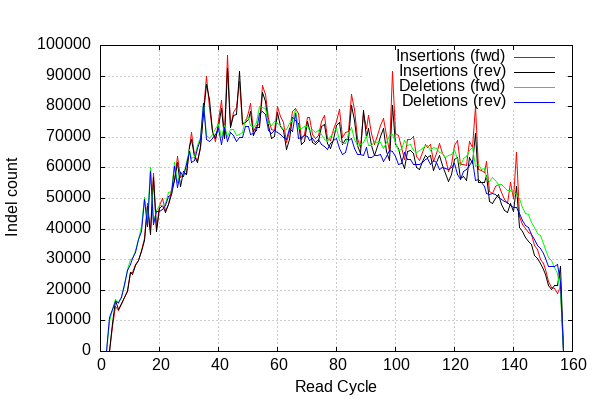 100000
90000
80000
70000
60000
50000
40000
30000
20000
10000
0
Indel count
Insertions (fwd)
Insertions (rev)
Deletions (fwd)
Deletions (rev)
0 20 40 60 80 100 120 140 160
Read Cycle